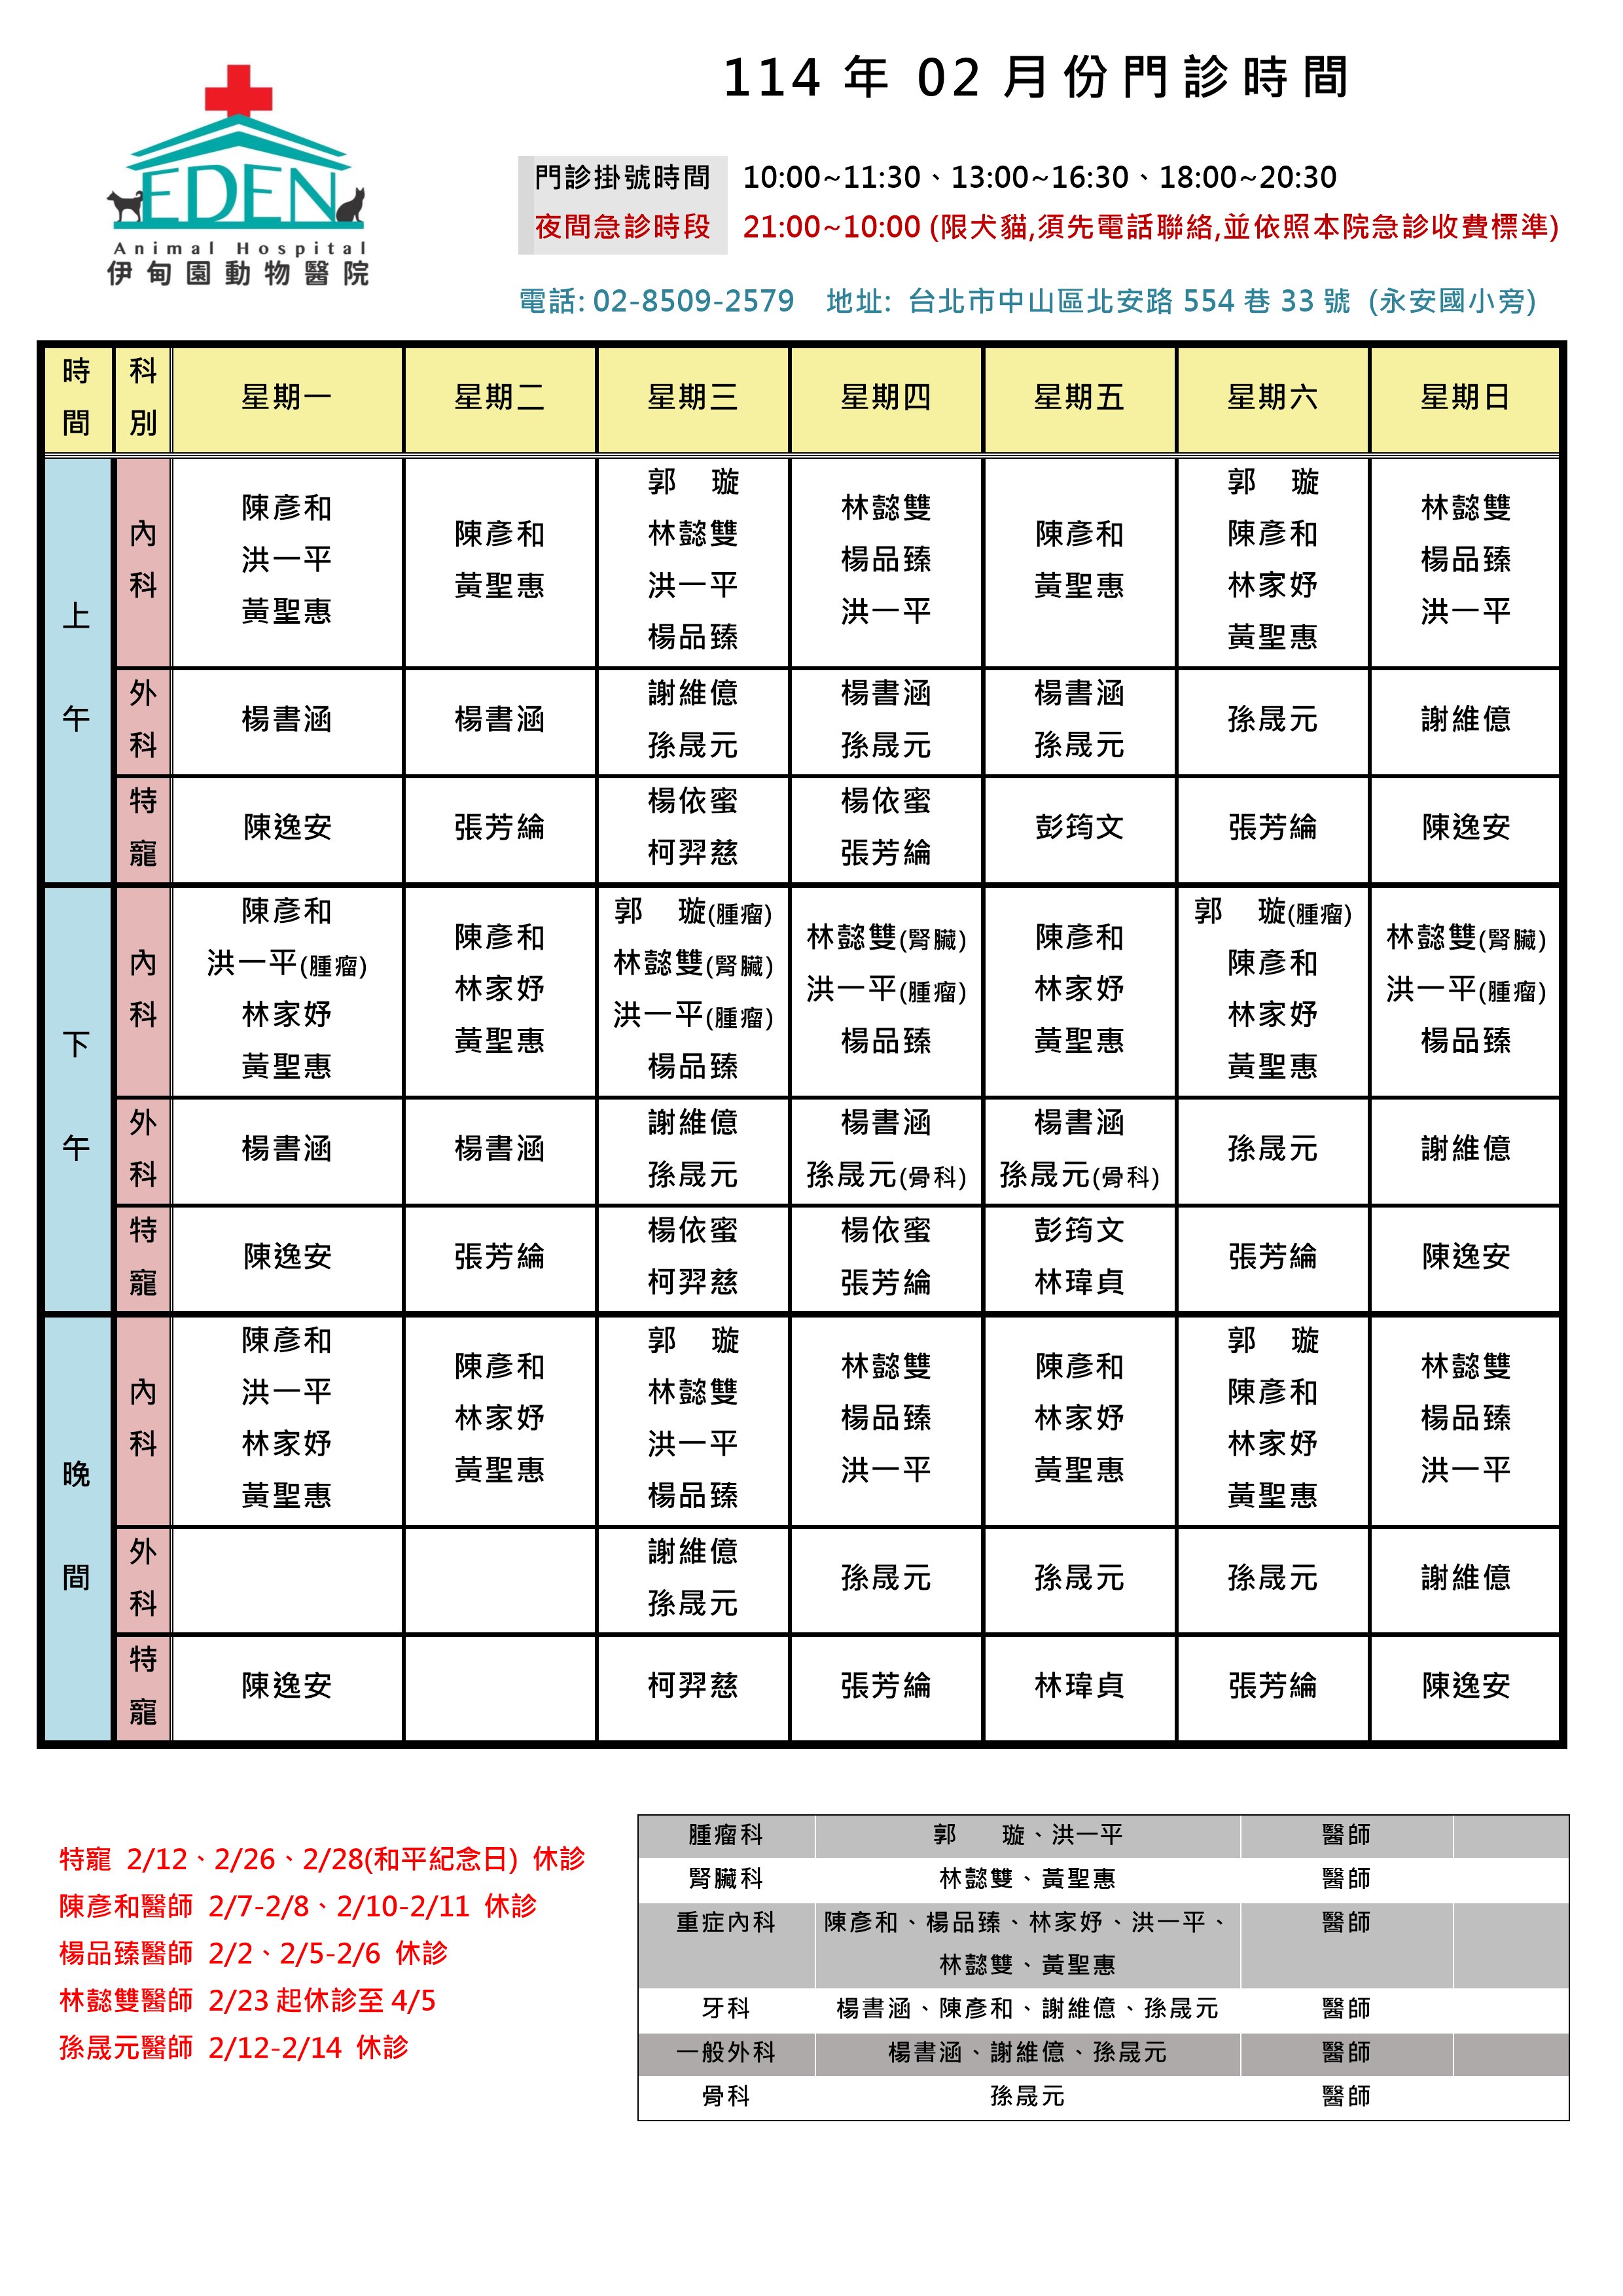 114 年 02 月份門診時間
EDEN
Animal Hospital
伊甸園動物醫院
門診掛號時間 10:00~11:30、13:00~16:30、18:00~20:30
夜間急診時段 21:00~10:00 (限犬貓,須先電話聯絡,並依照本院急診收費標準)
電話: 02-8509-2579 地址: 台北市中山區北安路 554 巷 33 號 (永安國小旁)
時間 科別 星期一 星期二 星期三 星期四 星期五 星期六 星期日
上午
內科
陳彥和
洪一平
黃聖惠
陳彥和
黃聖惠
郭 璇
林懿雙
洪一平
楊品臻
林懿雙
楊品臻
洪一平
陳彥和
黃聖惠
郭 璇
陳彥和
林家妤
黃聖惠
林懿雙
楊品臻
洪一平
外科
楊書涵
楊書涵
謝維億
孫晟元
楊書涵
孫晟元
楊書涵
孫晟元
孫晟元
謝維億
特寵
陳逸安
張芳綸
楊依蜜
柯羿慈
楊依蜜
張芳綸
彭筠文
張芳綸
陳逸安
下午
內科
陳彥和
洪一平(腫瘤)
林家妤
黃聖惠
陳彥和
林家妤
黃聖惠
郭 璇(腫瘤)
林懿雙(腎臟)
洪一平(腫瘤)
楊品臻
林懿雙(腎臟)
洪一平(腫瘤)
楊品臻
陳彥和
林家妤
黃聖惠
郭 璇(腫瘤)
陳彥和
林家妤
黃聖惠
林懿雙(腎臟)
洪一平(腫瘤)
楊品臻
外科
楊書涵
楊書涵
謝維億
孫晟元
楊書涵
孫晟元(骨科)
楊書涵
孫晟元(骨科)
孫晟元
謝維億
特寵
陳逸安
張芳綸
楊依蜜
柯羿慈
楊依蜜
張芳綸
彭筠文
林瑋貞
張芳綸
陳逸安
晚間
內科
陳彥和
洪一平
林家妤
黃聖惠
陳彥和
林家妤
黃聖惠
郭 璇
林懿雙
洪一平
楊品臻
林懿雙
楊品臻
洪一平
陳彥和
林家妤
黃聖惠
郭 璇
陳彥和
林家妤
黃聖惠
林懿雙
楊品臻
洪一平
外科
謝維億
孫晟元
孫晟元
孫晟元
孫晟元
謝維億
特寵
陳逸安
柯羿慈
張芳綸
林瑋貞
張芳綸
陳逸安
特寵 2/12、2/26、2/28(和平紀念日) 休診
陳彥和醫師 2/7-2/8、2/10-2/11 休診
楊品臻醫師 2/2、2/5-2/6 休診
林懿雙醫師 2/23 起休診至 4/5
孫晟元醫師 2/12-2/14 休診
腫瘤科 郭 璇、洪一平 醫師
腎臟科 林懿雙、黃聖惠 醫師
重症內科 陳彥和、楊品臻、林家妤、洪一平、 醫師
林懿雙、黃聖惠
牙科 楊書涵、陳彥和、謝維億、孫晟元 醫師
一般外科 楊書涵、謝維億、孫晟元 醫師
骨科 孫晟元 醫師